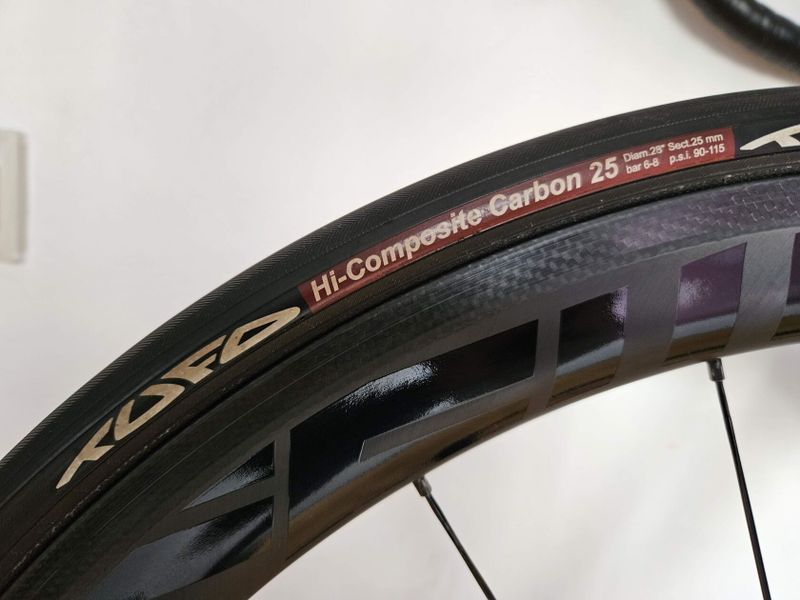 TUFO
Hi-Composite Carbon 25
Diam.28" Sect.25 mm
bar 6-8 p.s.i. 90-115